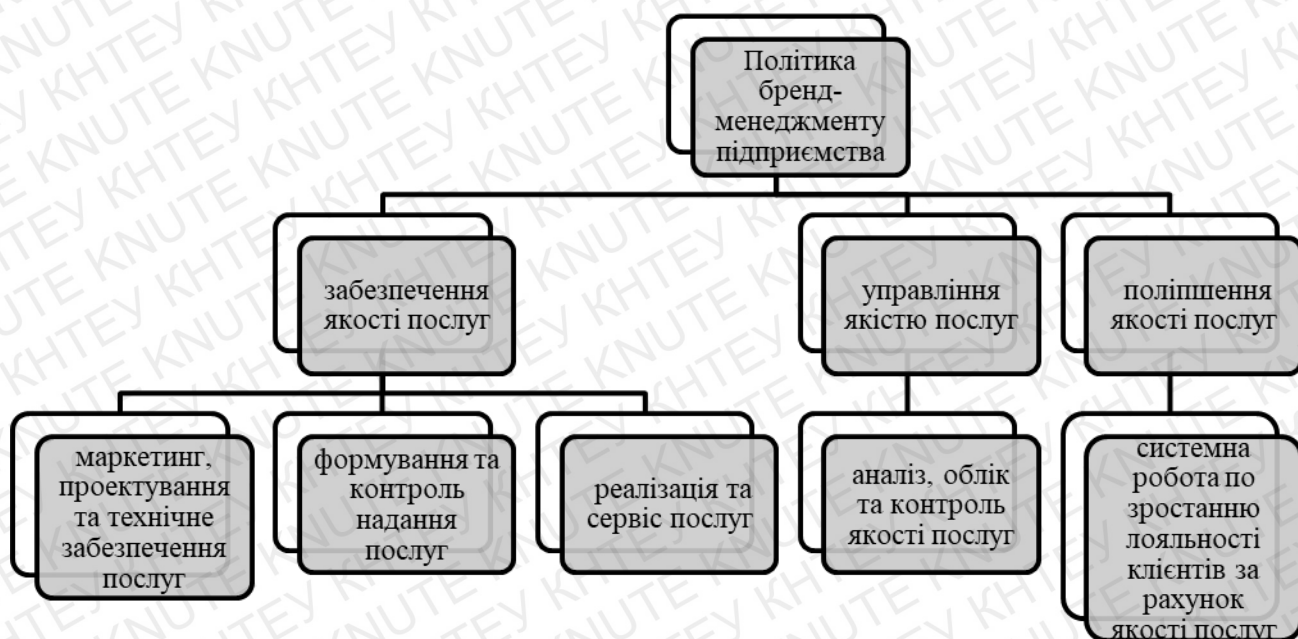 Політика
бренд-
менеджменту
підприємства
забезпечення
якості послуг
управління
якістю послуг
поліпшення
якості послуг
маркетинг,
проектування
та технічне
забезпечення
послуг
формування та
контроль
надання
послуг
реалізація та
сервіс послуг
аналіз, облік
та контроль
якості послуг
системна
робота по
зростанню
лояльності
клієнтів за
рахунок
якості послуг